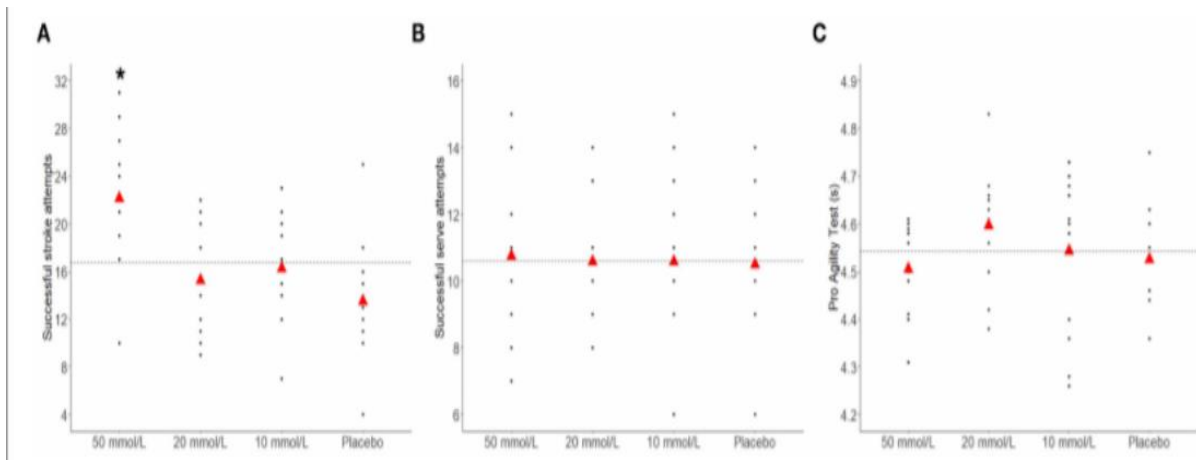 A
B
C
*
Successful stroke attempts
32
28
24
20
16
12
8
4
50 mmol/L 20 mmol/L 10 mmol/L Placebo
Successful serve attempts
16
14
12
10
8
6
50 mmol/L 20 mmol/L 10 mmol/L Placebo
Pro Agility Test (s)
4.9
4.8
4.7
4.6
4.5
4.4
4.3
4.2
50 mmol/L 20 mmol/L 10 mmol/L Placebo